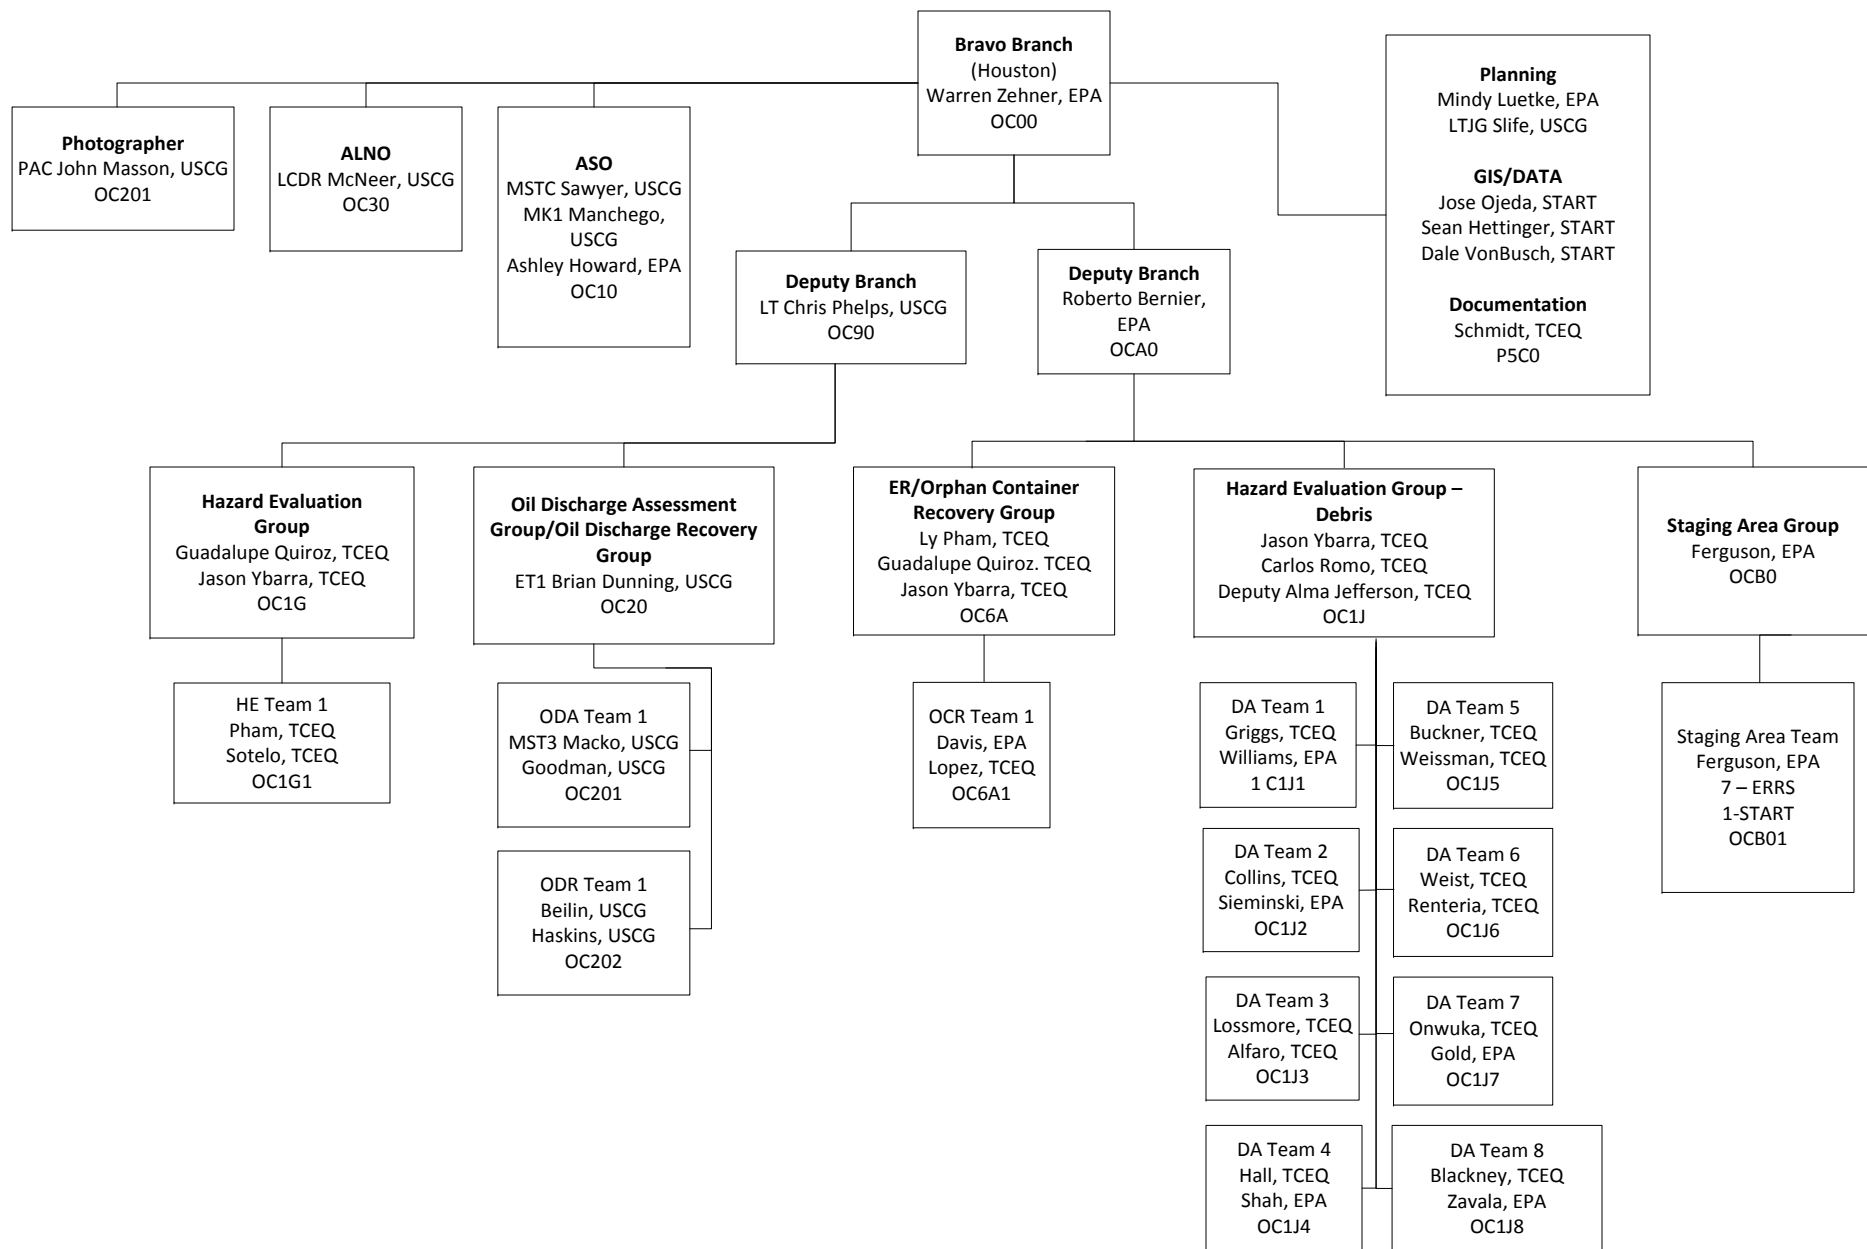 Bravo Branch
(Houston)
Warren Zehner, EPA
OC00
Planning
Mindy Luetke, EPA
LTJG Slife, USCG
GIS/DATA
Jose Ojeda, START
Sean Hettinger, START
Dale VonBusch, START
Documentation
Schmidt, TCEQ
P5C0
Photographer
PAC John Masson, USCG
OC201
ALNO
LCDR McNeer, USCG
OC30
ASO
MSTC Sawyer, USCG
MK1 Manchego,
USCG
Ashley Howard, EPA
OC10
Deputy Branch
LT Chris Phelps, USCG
OC90
Deputy Branch
Roberto Bernier,
EPA
OCA0
Hazard Evaluation
Group
Guadalupe Quiroz, TCEQ
Jason Ybarra, TCEQ
OC1G
Oil Discharge Assessment
Group/Oil Discharge Recovery
Group
ET1 Brian Dunning, USCG
OC20
ER/Orphan Container
Recovery Group
Ly Pham, TCEQ
Guadalupe Quiroz. TCEQ
Jason Ybarra, TCEQ
OC6A
Hazard Evaluation Group –
Debris
Jason Ybarra, TCEQ
Carlos Romo, TCEQ
Deputy Alma Jefferson, TCEQ
OC1J
Staging Area Group
Ferguson, EPA
OCB0
HE Team 1
Pham, TCEQ
Sotelo, TCEQ
OC1G1
ODA Team 1
MST3 Macko, USCG
Goodman, USCG
OC201
ODR Team 1
Beilin, USCG
Haskins, USCG
OC202
OCR Team 1
Davis, EPA
Lopez, TCEQ
OC6A1
DA Team 1
Griggs, TCEQ
Williams, EPA
1 C1J1
DA Team 5
Buckner, TCEQ
Weissman, TCEQ
OC1J5
DA Team 2
Collins, TCEQ
Sieminski, EPA
OC1J2
DA Team 6
Weist, TCEQ
Renteria, TCEQ
OC1J6
DA Team 3
Lossmore, TCEQ
Alfaro, TCEQ
OC1J3
DA Team 7
Onwuka, TCEQ
Gold, EPA
OC1J7
DA Team 4
Hall, TCEQ
Shah, EPA
OC1J4
DA Team 8
Blackney, TCEQ
Zavala, EPA
OC1J8
Staging Area Team
Ferguson, EPA
7 – ERRS
1-START
OCB01